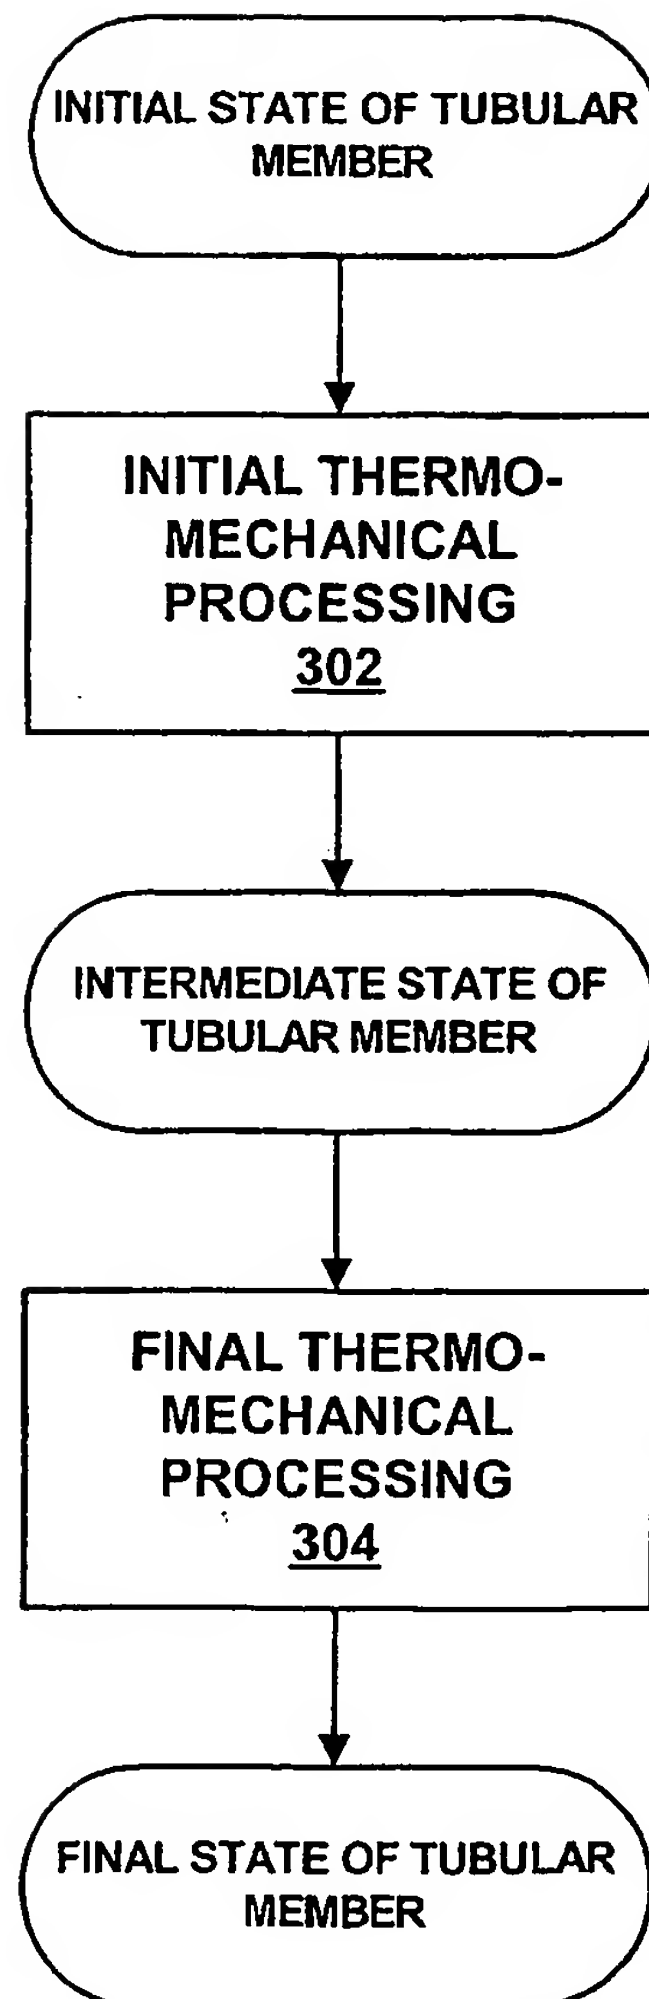 INITIAL STATE OF TUBULAR
MEMBER
INITIAL THERMO-
MECHANICAL
PROCESSING
302
INTERMEDIATE STATE OF
TUBULAR MEMBER
FINAL THERMO-
MECHANICAL
PROCESSING
304
FINAL STATE OF TUBULAR
MEMBER